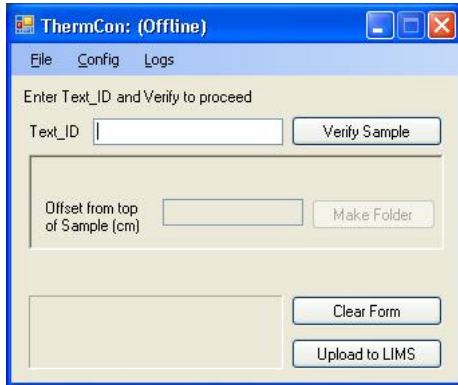 ThermCon: (Offline)
File Config Logs
Enter Text_ID and Verify to proceed
Text_ID Verify Sample
Offset from top
of Sample (cm)
Make Folder
Clear Form
Upload to LIMS